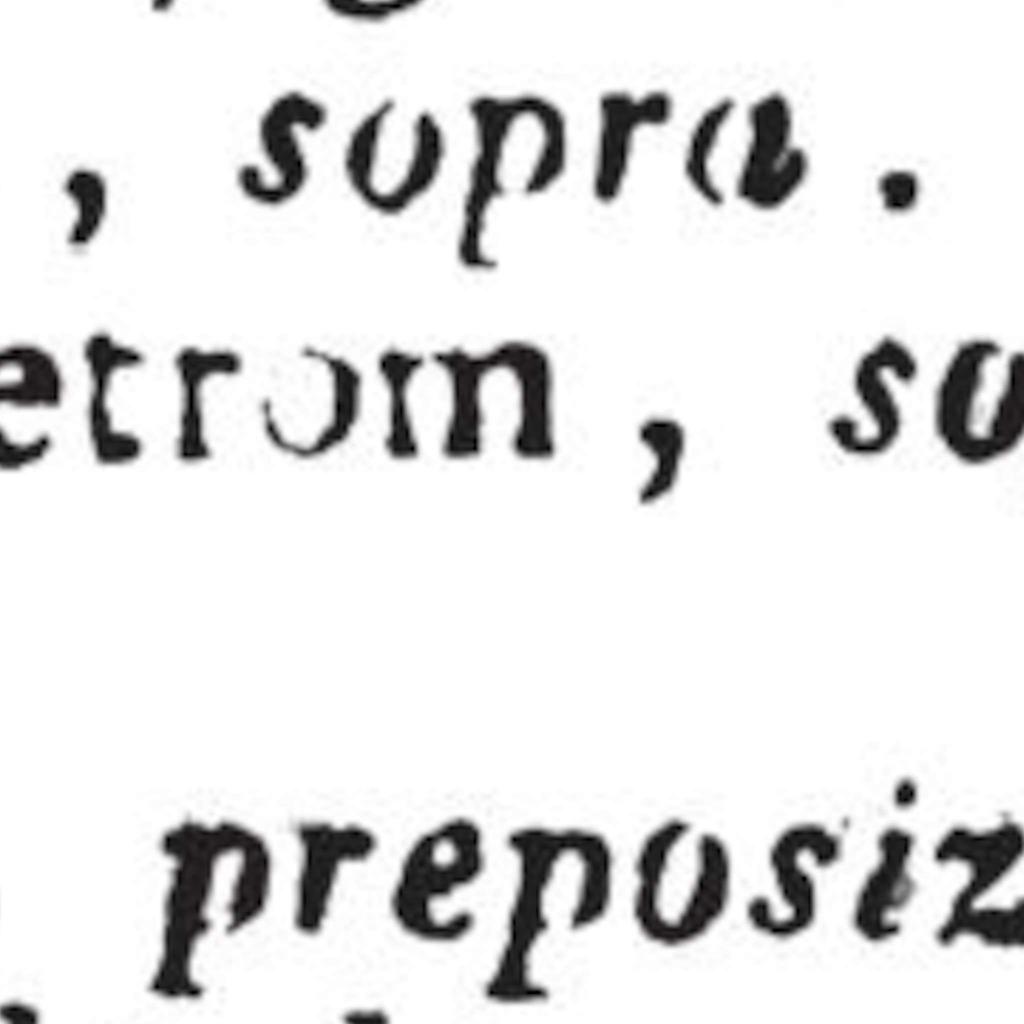 , sopra .
etrom, so
preposiz